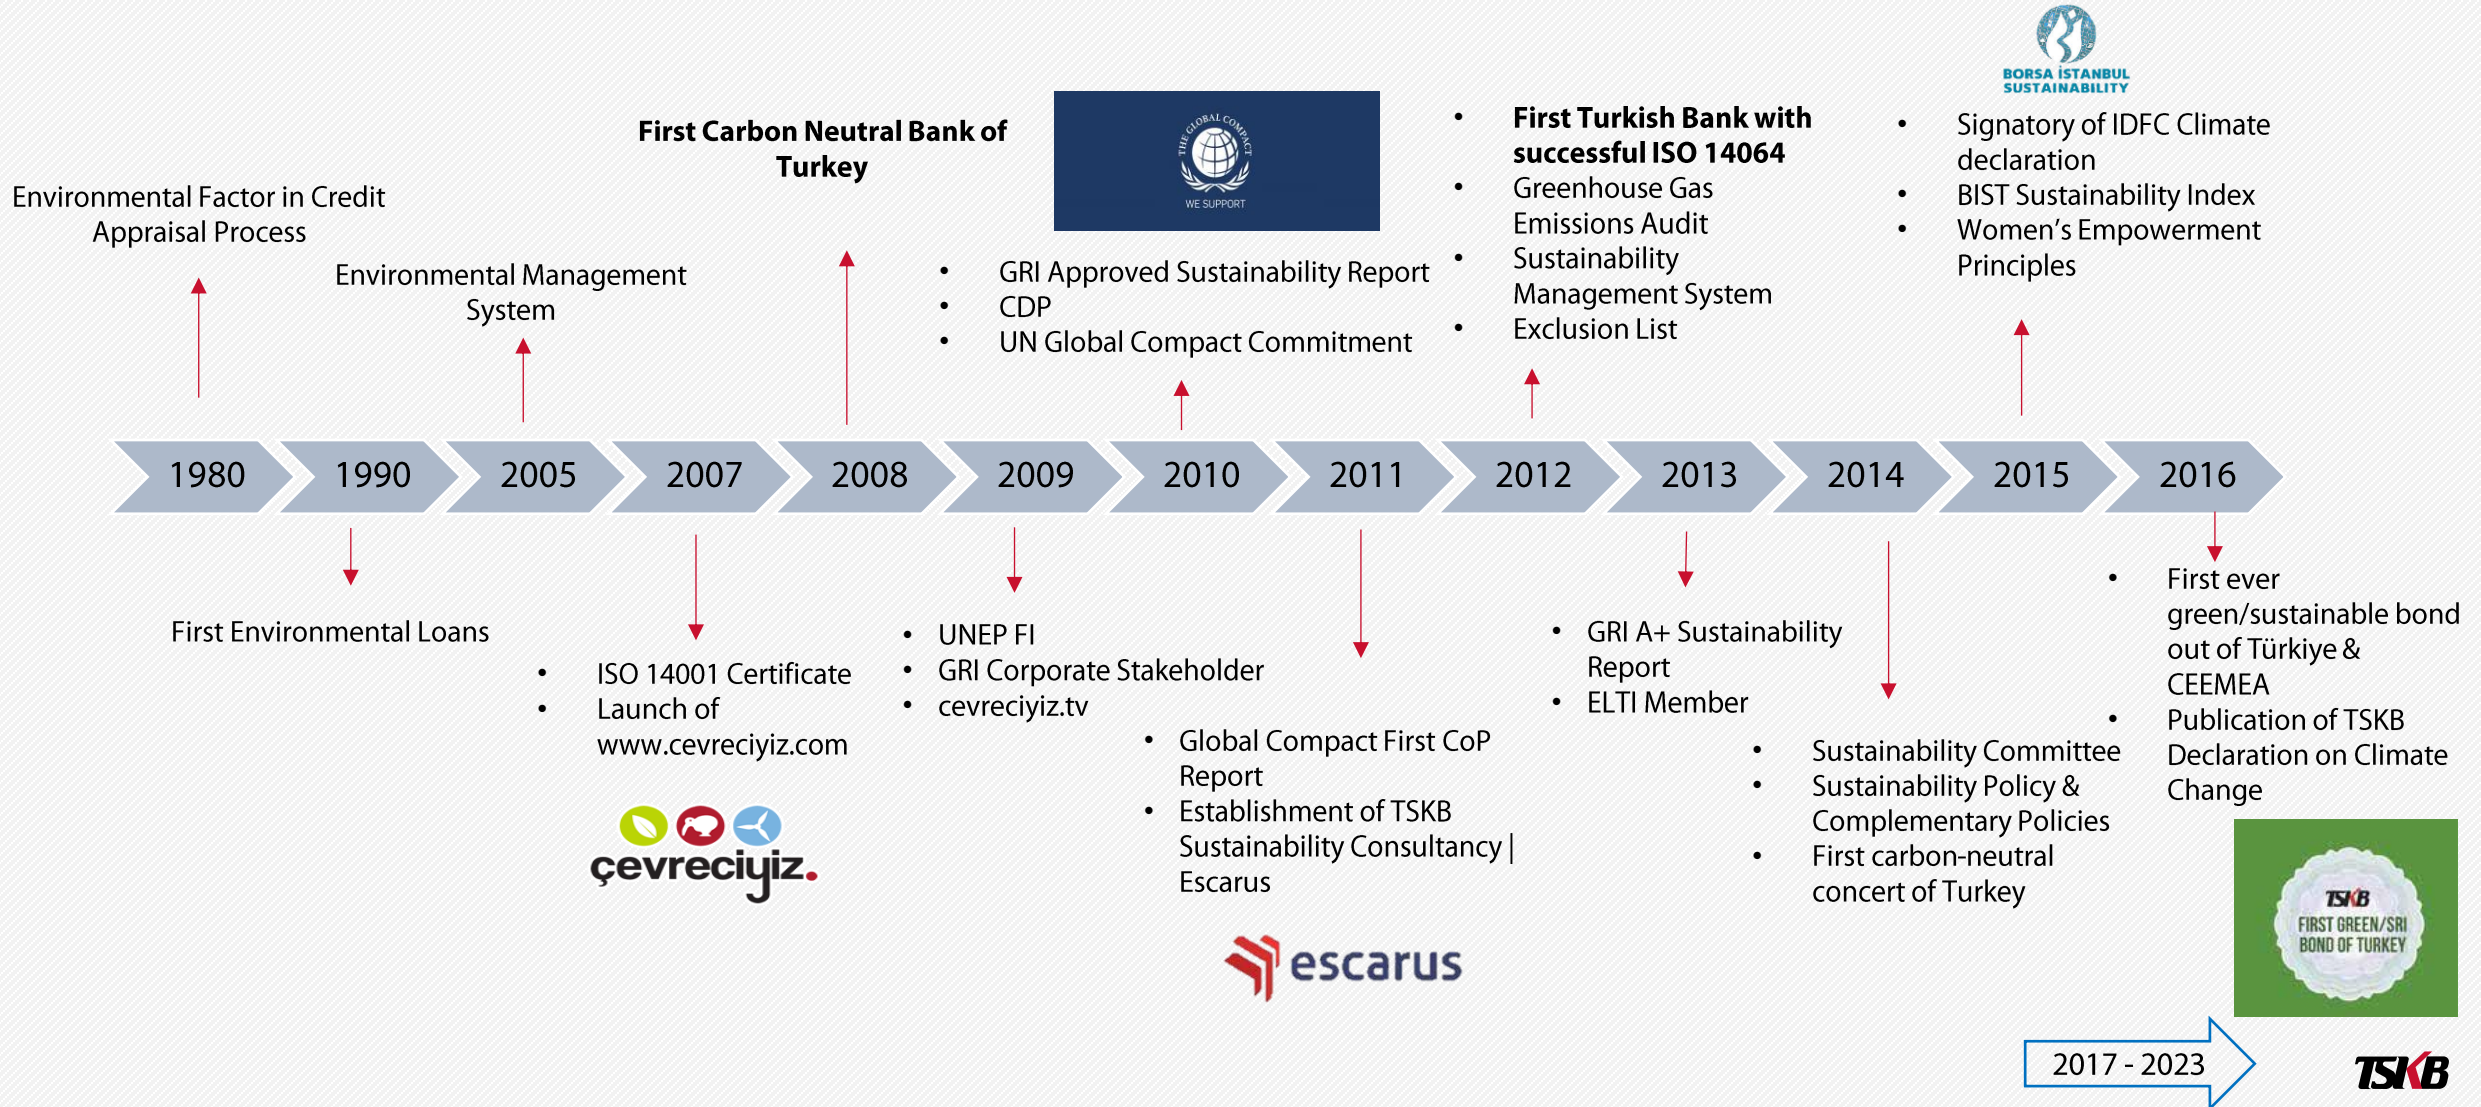 BORSA İSTANBUL
SUSTAINABILITY
Environmental Factor in Credit
Appraisal Process
Environmental Management
System
First Carbon Neutral Bank of
Turkey
THE GLOBAL COMPACT
WE SUPPORT
• GRI Approved Sustainability Report
• CDP
• UN Global Compact Commitment
• First Turkish Bank with
successful ISO 14064
• Greenhouse Gas
Emissions Audit
• Sustainability
Management System
• Exclusion List
• Signatory of IDFC Climate
declaration
• BIST Sustainability Index
• Women’s Empowerment
Principles
1980 1990 2005 2007 2008 2009 2010 2011 2012 2013 2014 2015 2016
First Environmental Loans
• ISO 14001 Certificate
• Launch of
www.cevreciyiz.com
çevreciyiz.
• UNEP FI
• GRI Corporate Stakeholder
• cevreciyiz.tv
• Global Compact First CoP
Report
• Establishment of TSKB
Sustainability Consultancy |
Escarus
escarus
• GRI A+ Sustainability
Report
• ELTI Member
• Sustainability Committee
• Sustainability Policy &
Complementary Policies
• First carbon-neutral
concert of Turkey
• First ever
green/sustainable bond
out of Türkiye &
CEEMEA
• Publication of TSKB
Declaration on Climate
Change
TSKB
FIRST GREEN/SRI
BOND OF TURKEY
2017 - 2023
TSKB